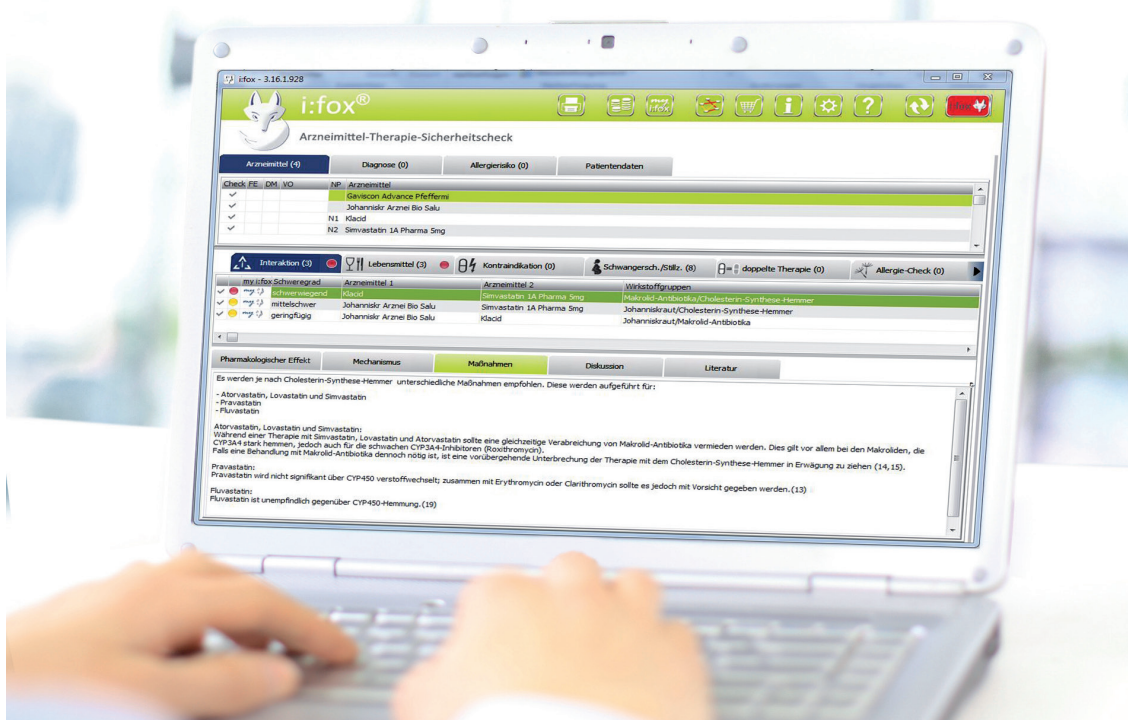 i:fox - 3.16.1.928
i:fox®
my i:fox
i
?
i:fox
Arzneimittel-Therapie-Sicherheitscheck
Arzneimittel (4) Diagnose (0) Allergierisiko (0) Patientendaten
Check FE DM VO NP Arzneimittel
Gaviscon Advance Pfeffermi
Johanniskr Arznei Bio Salu
N1 Klacid
N2 Simvastatin 1A Pharma 5mg
Interaktion (3) Lebensmittel (3) Kontraindikation (0) Schwangersch./Stillz. (8) doppelte Therapie (0) Allergie-Check (0)
my i:fox Schweregrad Arzneimittel 1 Arzneimittel 2 Wirkstoffgruppen
my schwerwiegend Klacid Simvastatin 1A Pharma 5mg Makrolid-Antibiotika/Cholesterin-Synthese-Hemmer
my mittelschwer Johanniskr Arznei Bio Salu Simvastatin 1A Pharma 5mg Johanniskraut/Cholesterin-Synthese-Hemmer
my geringfügig Johanniskr Arznei Bio Salu Klacid Johanniskraut/Makrolid-Antibiotika
Pharmakologischer Effekt Mechanismus Maßnahmen Diskussion Literatur
Es werden je nach Cholesterin-Synthese-Hemmer unterschiedliche Maßnahmen empfohlen. Diese werden aufgeführt für:
- Atorvastatin, Lovastatin und Simvastatin
- Pravastatin
- Fluvastatin
Atorvastatin, Lovastatin und Simvastatin:
Während einer Therapie mit Simvastatin, Lovastatin und Atorvastatin sollte eine gleichzeitige Verabreichung von Makrolid-Antibiotika vermieden werden. Dies gilt vor allem bei den Makroliden, die
CYP3A4 stark hemmen, jedoch auch für die schwachen CYP3A4-Inhibitoren (Roxithromycin).
Falls eine Behandlung mit Makrolid-Antibiotika dennoch nötig ist, ist eine vorübergehende Unterbrechung der Therapie mit dem Cholesterin-Synthese-Hemmer in Erwägung zu ziehen (14,15).
Pravastatin:
Pravastatin wird nicht signifikant über CYP450 verstoffwechselt; zusammen mit Erythromycin oder Clarithromycin sollte es jedoch mit Vorsicht gegeben werden.(13)
Fluvastatin:
Fluvastatin ist unempfindlich gegenüber CYP450-Hemmung.(19)